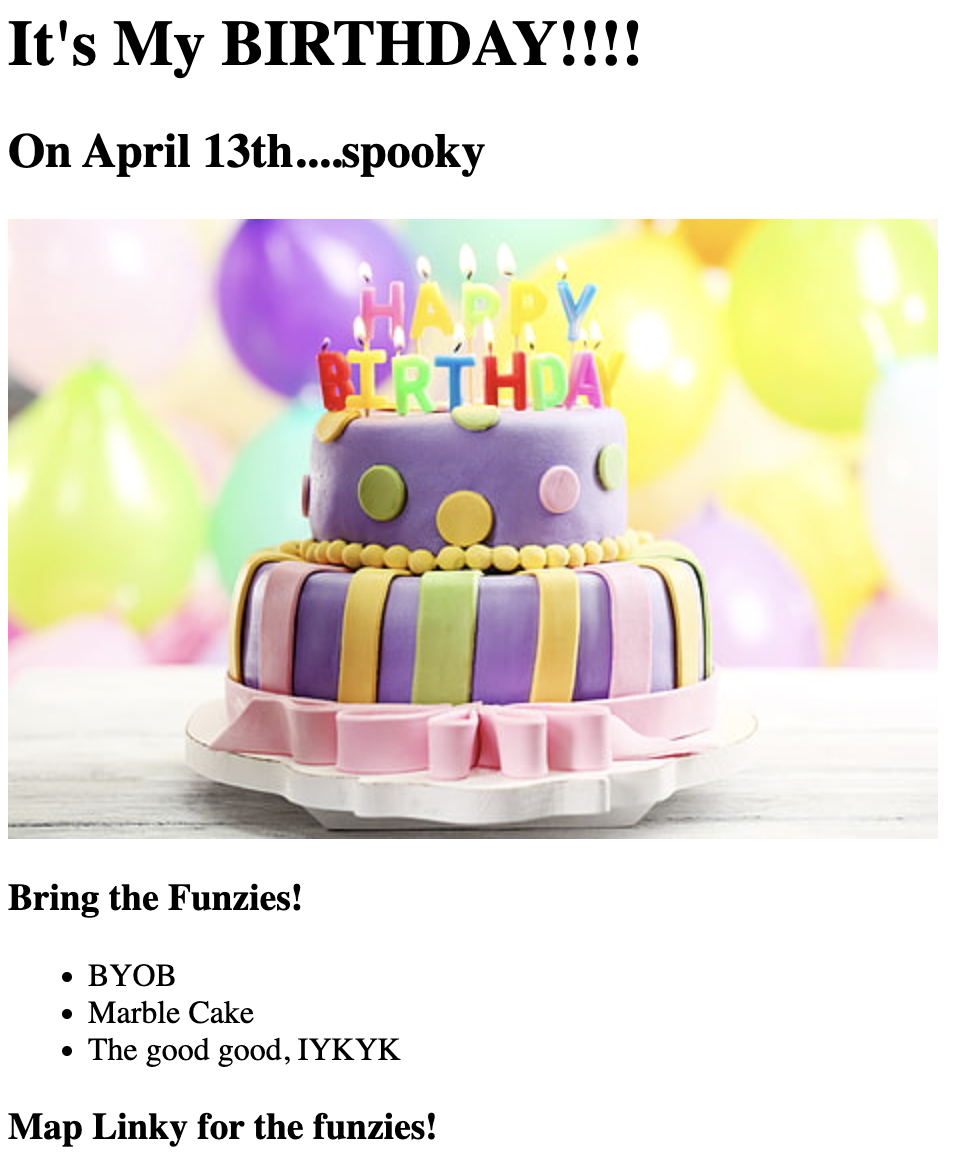 It's My BIRTHDAY!!!!
On April 13th....spooky
HAPPY
BIRTHDAY
Bring the Funzies!
BYOB
Marble Cake
The good good, IYKYK
Map Linky for the funzies!